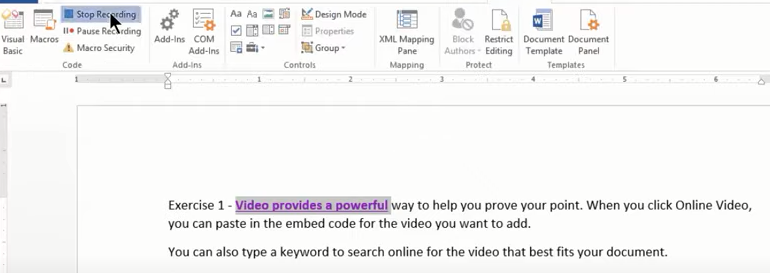 Stop Recording
Pause Recording
Macro Security
Visual Basic
Macros
Code
Add-Ins
COM Add-Ins
Add-Ins
Aa Aa
Design Mode
Properties
Group
Controls
XML Mapping Pane
Mapping
Block Authors
Restrict Editing
Protect
Document Template
Document Panel
Templates
1 1 2 3 4 5 6
Exercise 1 - Video provides a powerful way to help you prove your point. When you click Online Video,
you can paste in the embed code for the video you want to add.
You can also type a keyword to search online for the video that best fits your document.